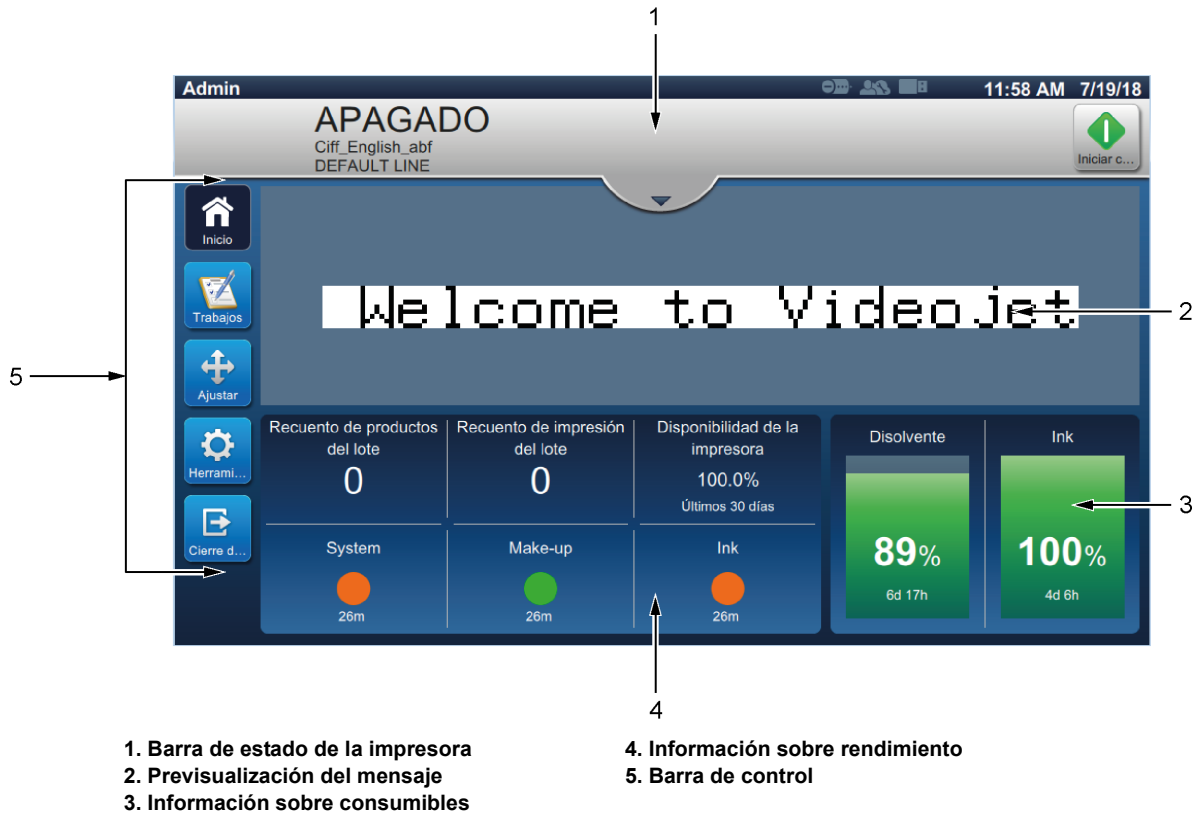 1
Admin
11:58 AM 7/19/18
APAGADO
Ciff_English_abf
DEFAULT LINE
Iniciar c...
Inicio
Trabajos
Ajustar
Herrami...
Cierre d...
Welcome to Videojet
2
5
Recuento de productos
del lote
0
Recuento de impresión
del lote
0
Disponibilidad de la
impresora
100.0%
Últimos 30 días
System
26m
Make-up
26m
Ink
26m
Disolvente
89%
6d 17h
Ink
100%
4d 6h
3
4
1. Barra de estado de la impresora
2. Previsualización del mensaje
3. Información sobre consumibles
4. Información sobre rendimiento
5. Barra de control